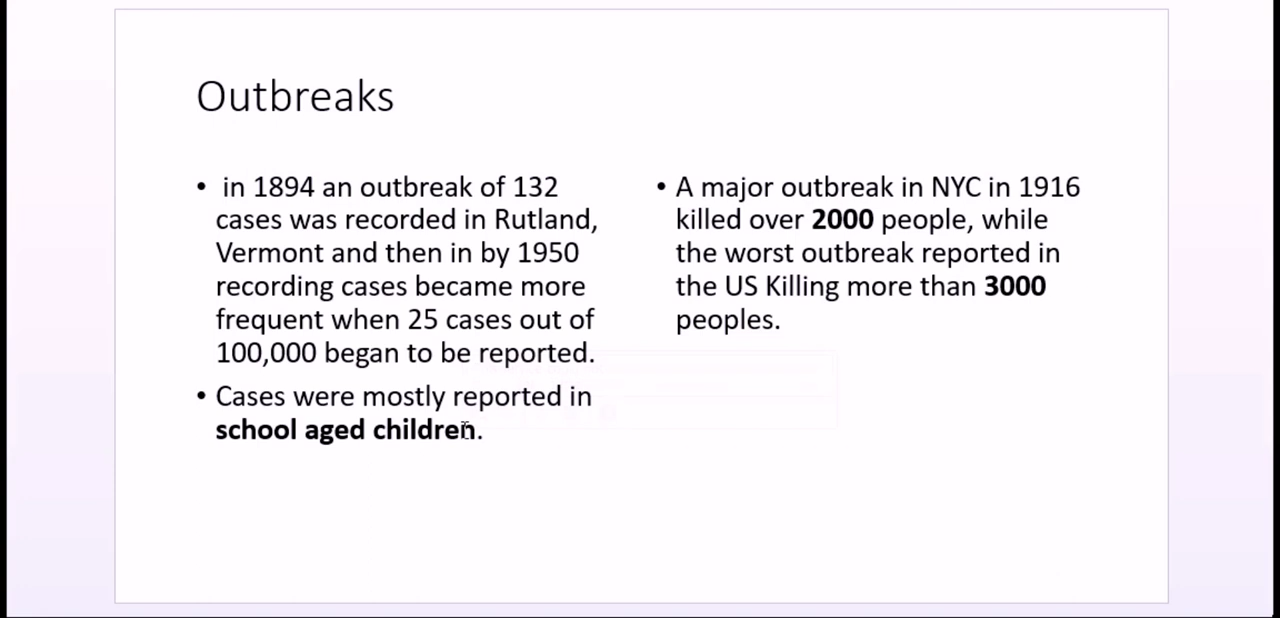 Outbreaks
• in 1894 an outbreak of 132
cases was recorded in Rutland,
Vermont and then in by 1950
recording cases became more
frequent when 25 cases out of
100,000 began to be reported.
• Cases were mostly reported in
school aged children.
• A major outbreak in NYC in 1916
killed over 2000 people, while
the worst outbreak reported in
the US Killing more than 3000
peoples.